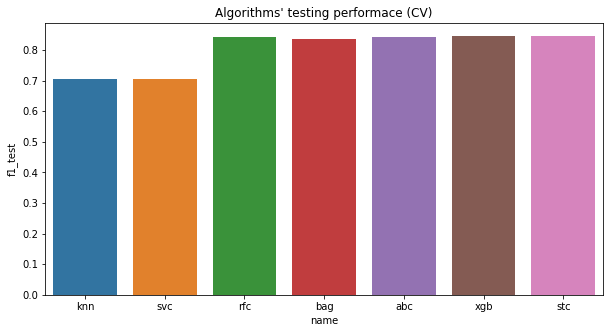 Algorithms' testing performace (CV)
f1_test
0.8
0.7
0.6
0.5
0.4
0.3
0.2
0.1
0.0
knn svc rfc bag abc xgb stc
name